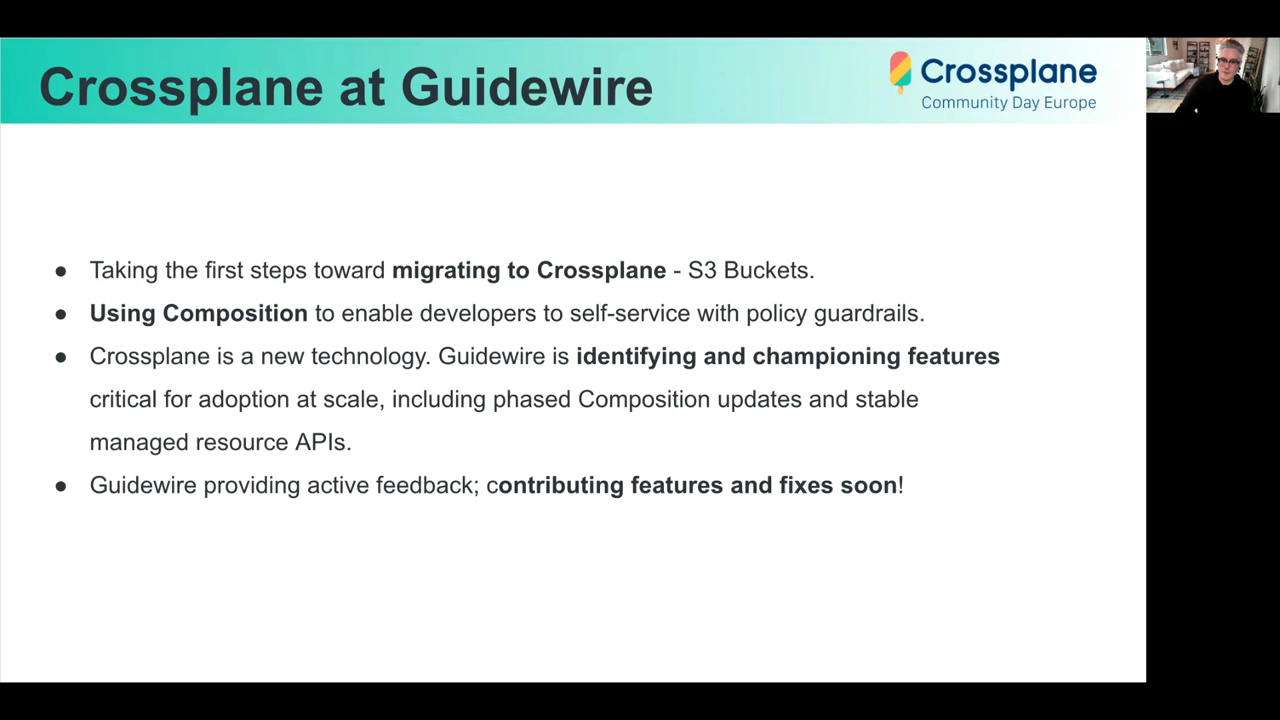 Crossplane at Guidewire
Crossplane
Community Day Europe
● Taking the first steps toward migrating to Crossplane - S3 Buckets.
● Using Composition to enable developers to self-service with policy guardrails.
● Crossplane is a new technology. Guidewire is identifying and championing features
critical for adoption at scale, including phased Composition updates and stable
managed resource APIs.
● Guidewire providing active feedback; contributing features and fixes soon!